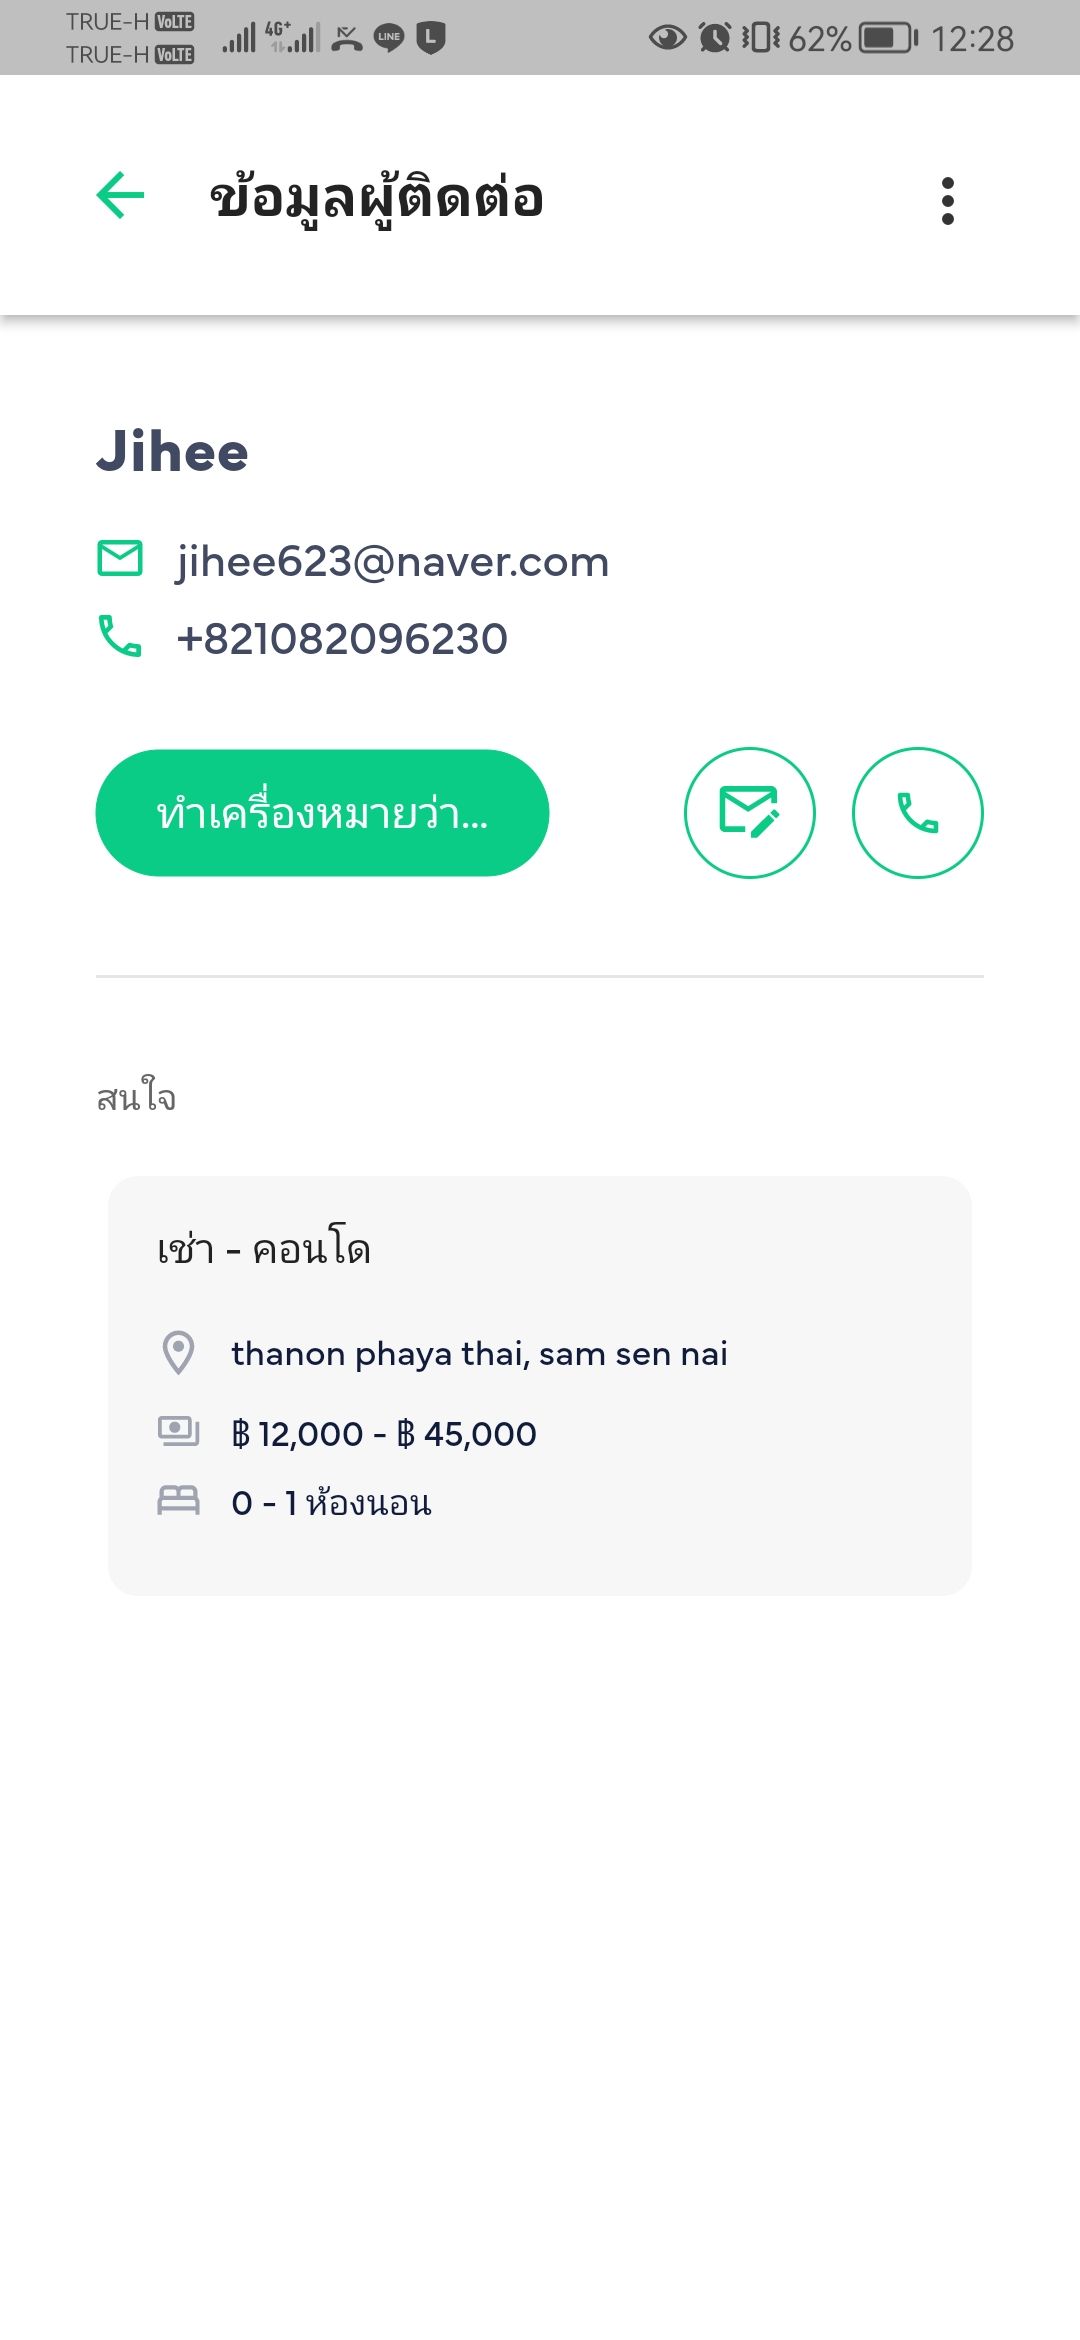 TRUE-H VoLTE
TRUE-H VoLTE
4G+
LINE
L
62%
12:28
ข้อมูลผู้ติดต่อ
Jihee
jihee623@naver.com
+821082096230
ทำเครื่องหมายว่า...
สนใจ
เช่า - คอนโด
thanon phaya thai, sam sen nai
฿ 12,000 - ฿ 45,000
0 - 1 ห้องนอน